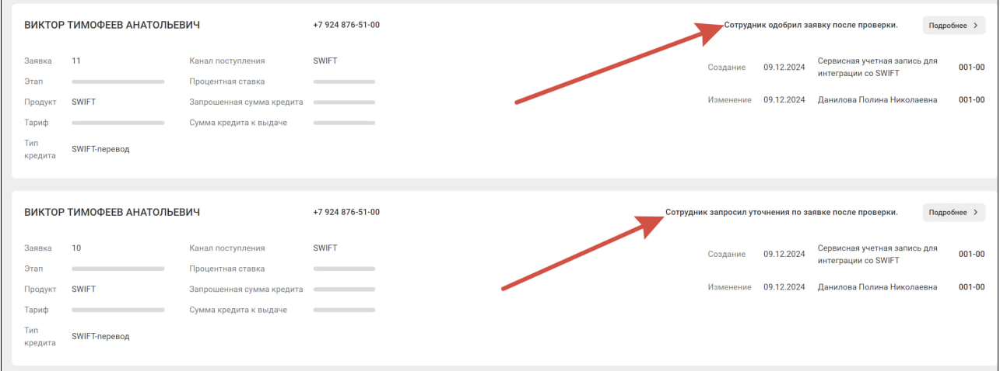 ВИКТОР ТИМОФЕЕВ АНАТОЛЬЕВИЧ +7 924 876-51-00 Сотрудник одобрил заявку после проверки. Подробнее
Заявка 11 Канал поступления SWIFT Создание 09.12.2024 Сервисная учетная запись для интеграции со SWIFT 001-00
Этап Процентная ставка
Продукт SWIFT Запрошенная сумма кредита Изменение 09.12.2024 Данилова Полина Николаевна 001-00
Тариф Сумма кредита к выдаче
Тип кредита SWIFT-перевод
ВИКТОР ТИМОФЕЕВ АНАТОЛЬЕВИЧ +7 924 876-51-00 Сотрудник запросил уточнения по заявке после проверки. Подробнее
Заявка 10 Канал поступления SWIFT Создание 09.12.2024 Сервисная учетная запись для интеграции со SWIFT 001-00
Этап Процентная ставка
Продукт SWIFT Запрошенная сумма кредита Изменение 09.12.2024 Данилова Полина Николаевна 001-00
Тариф Сумма кредита к выдаче
Тип кредита SWIFT-перевод